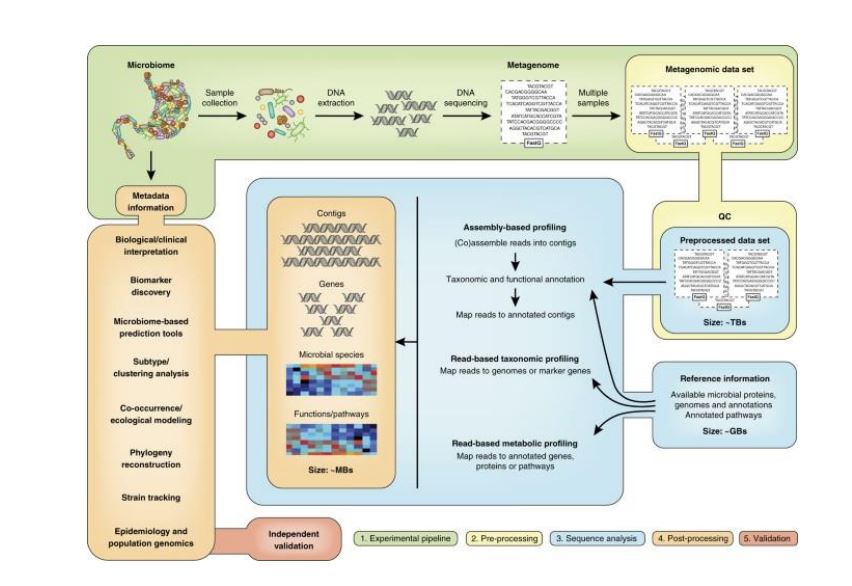 Microbiome
Sample
collection
DNA
extraction
DNA
sequencing
Metagenome
TACGTACGT
FastQ
Multiple
samples
Metagenomic data set
FastQ
FastQ
FastQ
FastQ
FastQ
Metadata
information
Biological/clinical
interpretation
Biomarker
discovery
Microbiome-based
prediction tools
Subtype/
clustering analysis
Co-occurrence/
ecological modeling
Phylogeny
reconstruction
Strain tracking
Epidemiology and
population genomics
Contigs
Genes
Microbial species
Functions/pathways
Size: ~MBs
Assembly-based profiling
(Co)assemble reads into contigs
Taxonomic and functional annotation
Map reads to annotated contigs
Read-based taxonomic profiling
Map reads to genomes or marker genes
Read-based metabolic profiling
Map reads to annotated genes,
proteins or pathways
QC
Preprocessed data set
FastQ
FastQ
FastQ
Size: ~TBs
Reference information
Available microbial proteins,
genomes and annotations
Annotated pathways
Size: ~GBs
Independent
validation
1. Experimental pipeline
2. Pre-processing
3. Sequence analysis
4. Post-processing
5. Validation